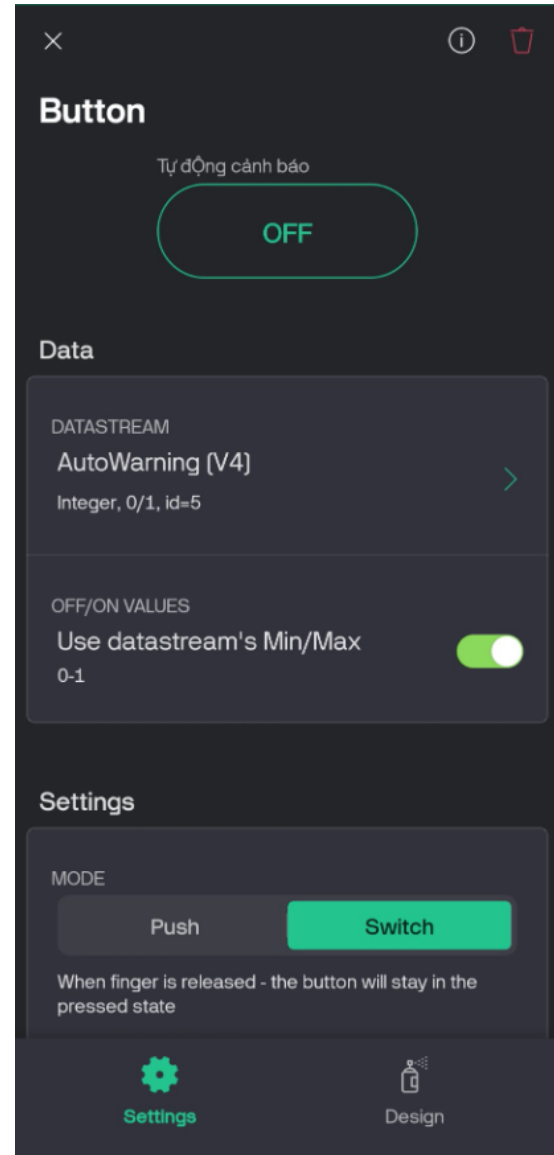 Button
Tự đỘng cảnh báo
OFF
Data
DATASTREAM
AutoWarning (V4)
Integer, 0/1, id=5
OFF/ON VALUES
Use datastream's Min/Max
0-1
Settings
MODE
Push
Switch
When finger is released - the button will stay in the
pressed state
Settings
Design